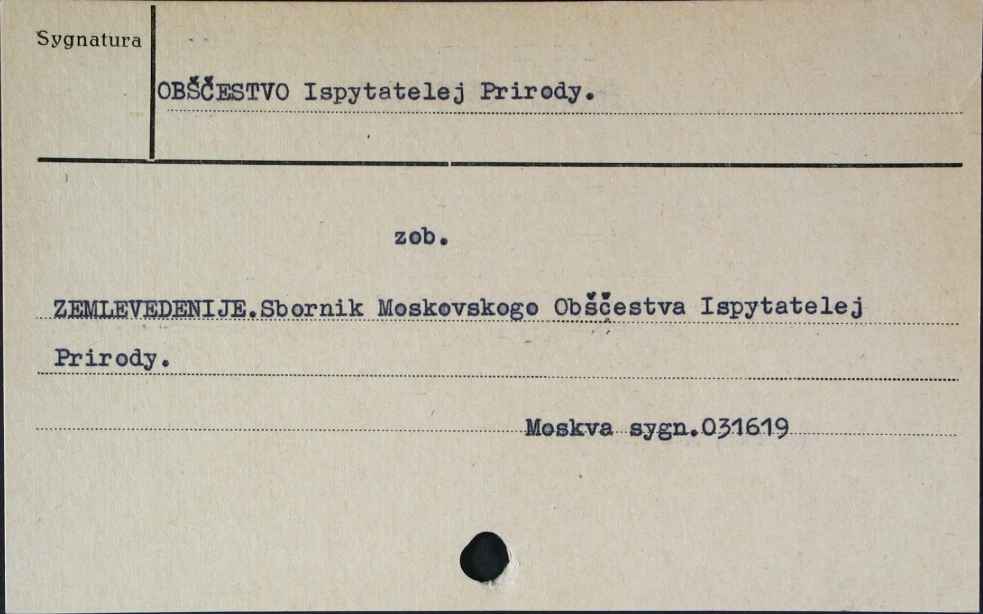 Sygnatura
OBŠČESTVO Ispytatelej Prirody.
zob.
ZEMLEVEDENIJE.Sbornik Moskovskogo Obščestva Ispytatelej
Prirody.
Moskva sygn.031619